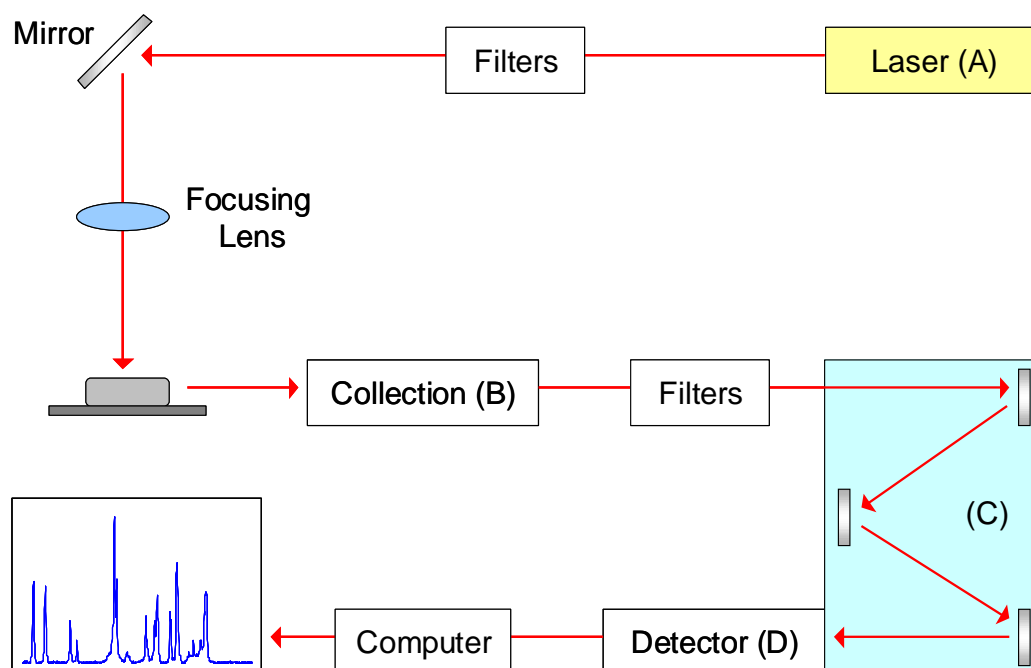 Mirror
Filters
Laser (A)
Focusing
Lens
Collection (B)
Filters
(C)
Computer
Detector (D)